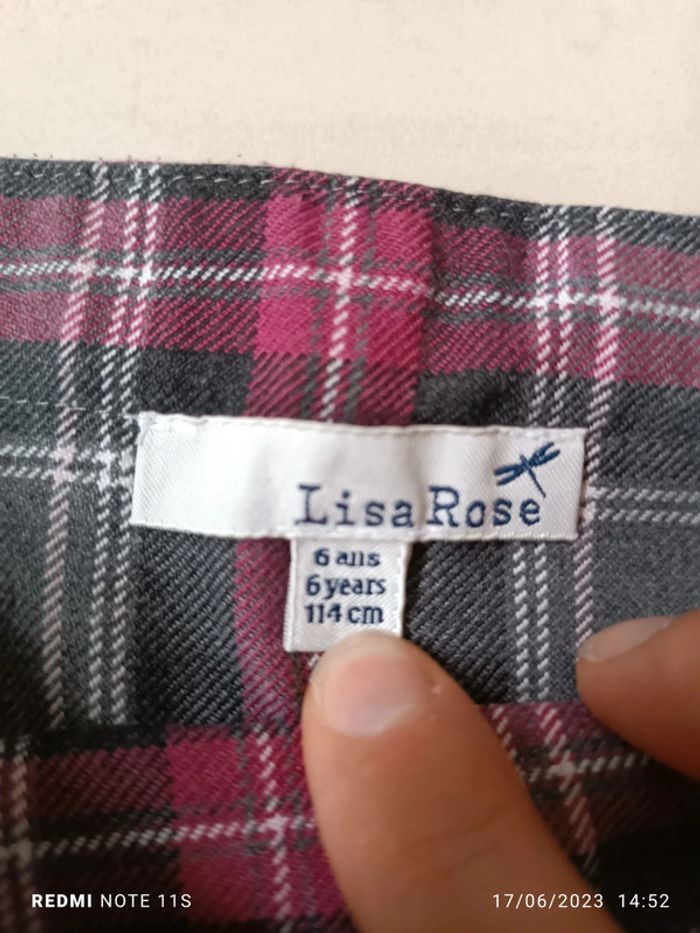 Lisa Rose
6 ans
6 years
114 cm
REDMI NOTE 11S
17/06/2023 14:52